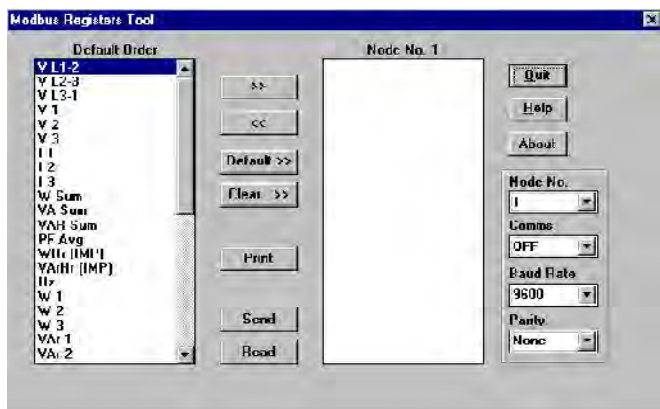 Modbus Registers Tool
Default Order
V L1-2
V L2-3
V L3-1
V 1
V 2
V 3
I 1
I 2
I 3
W Sum
VA Sum
VAR Sum
PF Avg
WHr (IMP)
VArHr (IMP)
Hz
W 1
W 2
W 3
VAr 1
VAr 2
>>
<<
Default >>
Clear >>
Print
Send
Read
Node No. 1
Quit
Help
About
Node No.
1
Comms
OFF
Baud Rate
9600
Parity
None